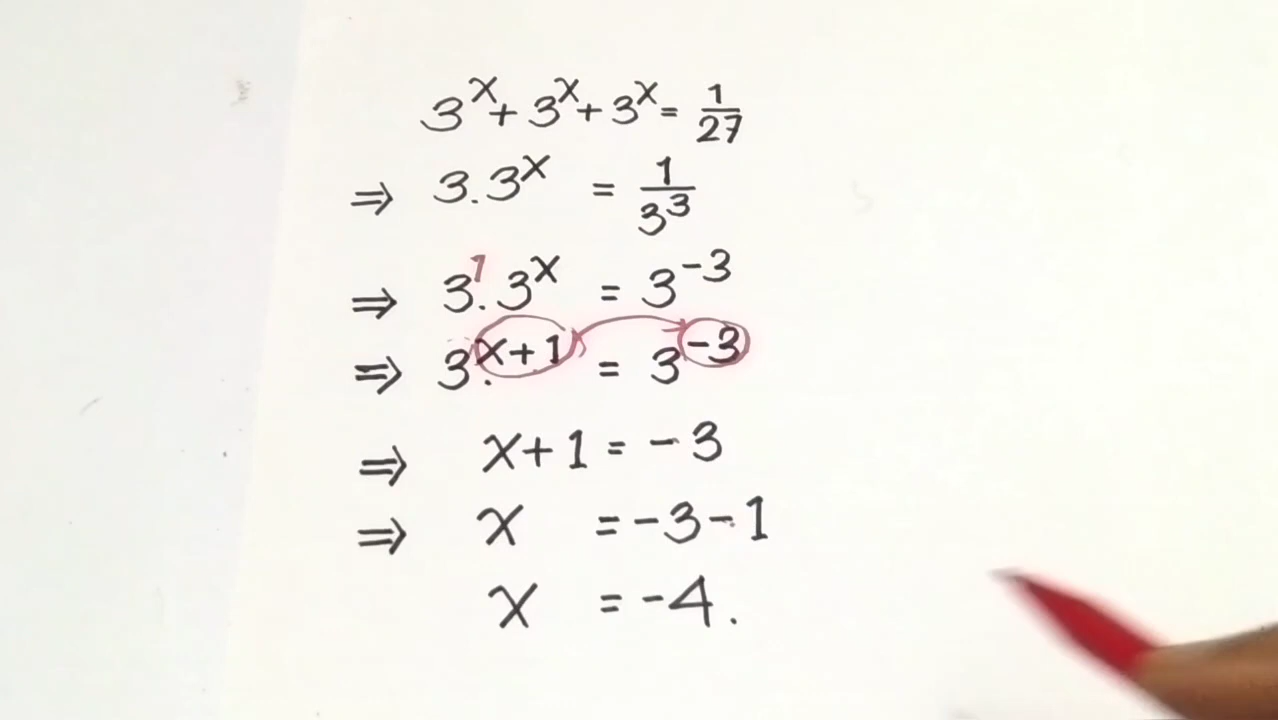 3^x + 3^x + 3^x = 1/27
⇒ 3.3^x = 1/3^3
⇒ 3^1.3^x = 3^-3
⇒ 3.^x+1 = 3^-3
⇒ x+1 = -3
⇒ x = -3-1
x = -4.